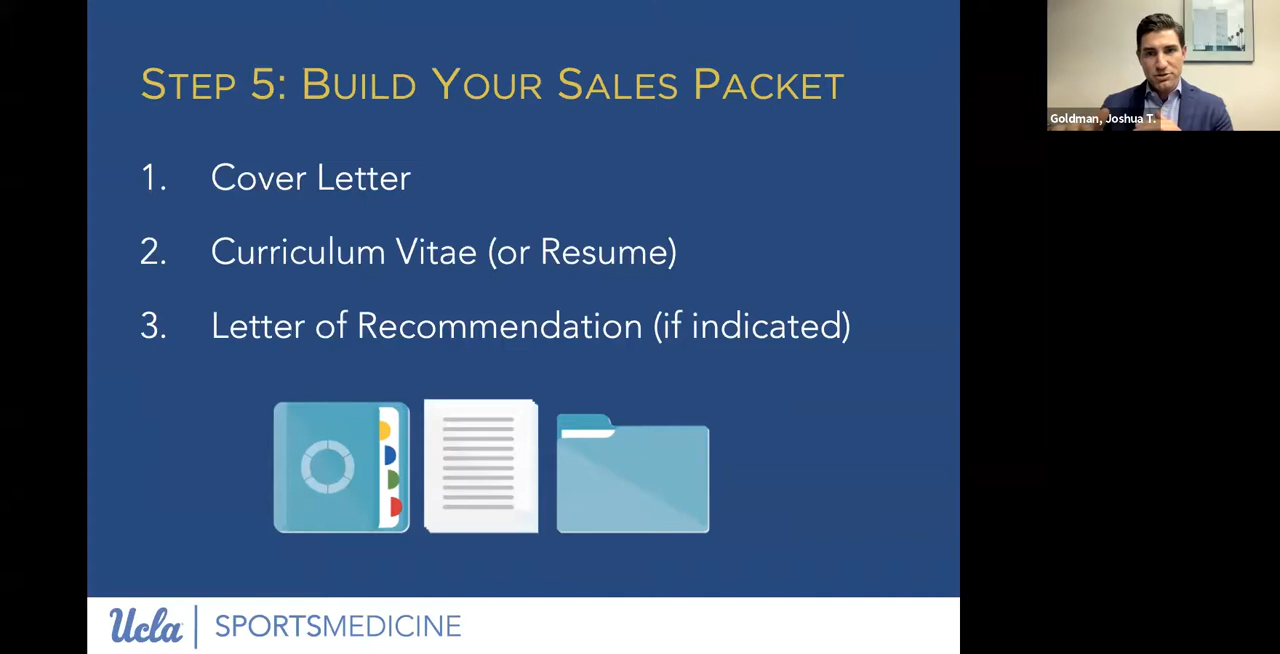 STEP 5: BUILD YOUR SALES PACKET
1. Cover Letter
2. Curriculum Vitae (or Resume)
3. Letter of Recommendation (if indicated)
Ucla | SPORTSMEDICINE
Goldman, Joshua T.